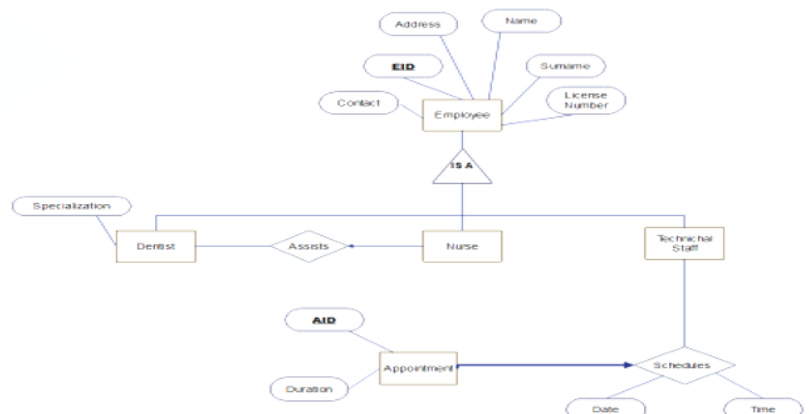 Address
Name
EID
Surname
Contact
License
Number
Employee
IS A
Specialization
Dentist
Assists
Nurse
Technichal
Staff
AID
Appointment
Schedules
Duration
Date
Time